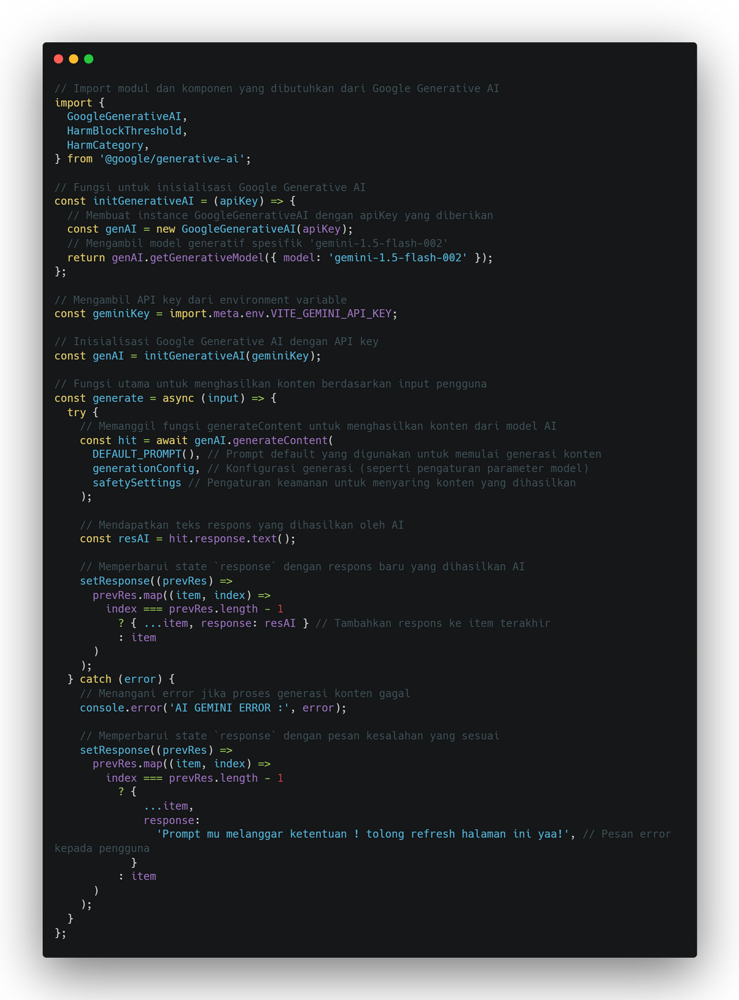 // Import modul dan komponen yang dibutuhkan dari Google Generative AI
import {
  GoogleGenerativeAI,
  HarmBlockThreshold,
  HarmCategory,
} from '@google/generative-ai';

// Fungsi untuk inisialisasi Google Generative AI
const initGenerativeAI = (apiKey) => {
  // Membuat instance GoogleGenerativeAI dengan apiKey yang diberikan
  const genAI = new GoogleGenerativeAI(apiKey);
  // Mengambil model generatif spesifik 'gemini-1.5-flash-002'
  return genAI.getGenerativeModel({ model: 'gemini-1.5-flash-002' });
};

// Mengambil API key dari environment variable
const geminiKey = import.meta.env.VITE_GEMINI_API_KEY;

// Inisialisasi Google Generative AI dengan API key
const genAI = initGenerativeAI(geminiKey);

// Fungsi utama untuk menghasilkan konten berdasarkan input pengguna
const generate = async (input) => {
  try {
    // Memanggil fungsi generateContent untuk menghasilkan konten dari model AI
    const hit = await genAI.generateContent(
      DEFAULT_PROMPT(), // Prompt default yang digunakan untuk memulai generasi konten
      generationConfig, // Konfigurasi generasi (seperti pengaturan parameter model)
      safetySettings // Pengaturan keamanan untuk menyaring konten yang dihasilkan
    );

    // Mendapatkan teks respons yang dihasilkan oleh AI
    const resAI = hit.response.text();

    // Memperbarui state `response` dengan respons baru yang dihasilkan AI
    setResponse((prevRes) =>
      prevRes.map((item, index) =>
        index === prevRes.length - 1
          ? { ...item, response: resAI } // Tambahkan respons ke item terakhir
          : item
      )
    );
  } catch (error) {
    // Menangani error jika proses generasi konten gagal
    console.error('AI GEMINI ERROR :', error);

    // Memperbarui state `response` dengan pesan kesalahan yang sesuai
    setResponse((prevRes) =>
      prevRes.map((item, index) =>
        index === prevRes.length - 1
          ? {
              ...item,
              response:
                'Prompt mu melanggar ketentuan ! tolong refresh halaman ini yaa!', // Pesan error
kepada pengguna
            }
          : item
      )
    );
  }
};